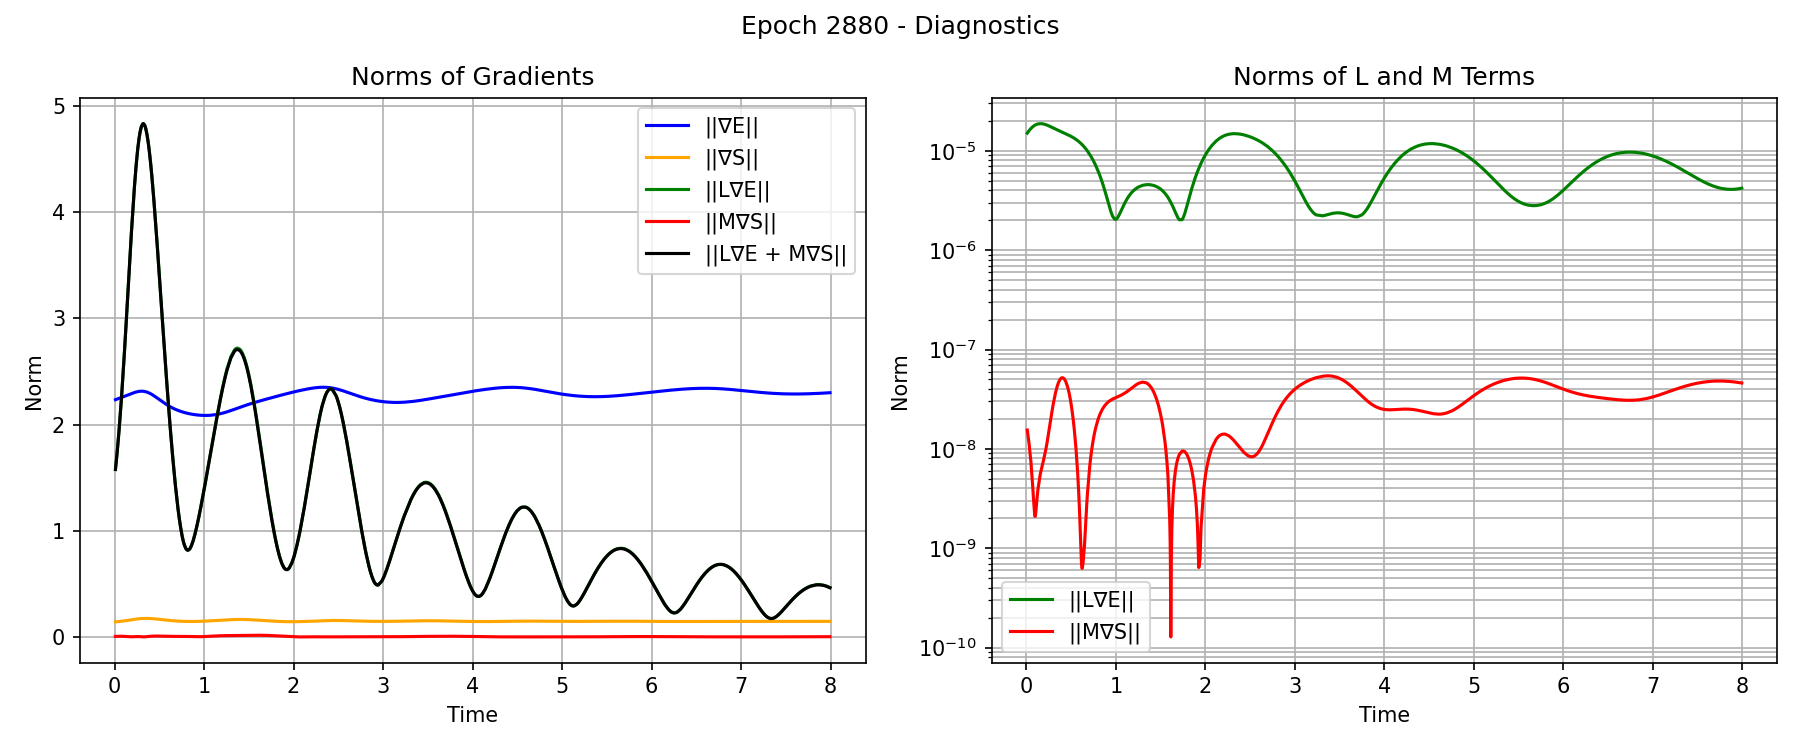 Epoch 2880 - Diagnostics
Norms of Gradients
Norm
5
4
3
2
1
0
||∇E||
||∇S||
||L∇E||
||M∇S||
||L∇E + M∇S||
0 1 2 3 4 5 6 7 8
Time
Norms of L and M Terms
Norm
10⁻⁵
10⁻⁶
10⁻⁷
10⁻⁸
10⁻⁹
10⁻¹⁰
||L∇E||
||M∇S||
0 1 2 3 4 5 6 7 8
Time